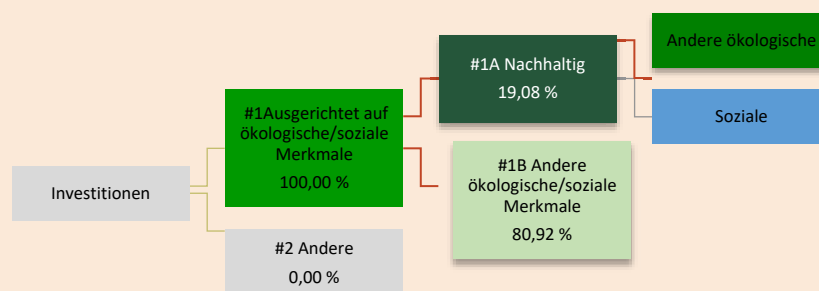 Investitionen
#1Ausgerichtet auf
ökologische/soziale
Merkmale
100,00 %
#2 Andere
0,00 %
#1A Nachhaltig
19,08 %
#1B Andere
ökologische/soziale
Merkmale
80,92 %
Andere ökologische
Soziale